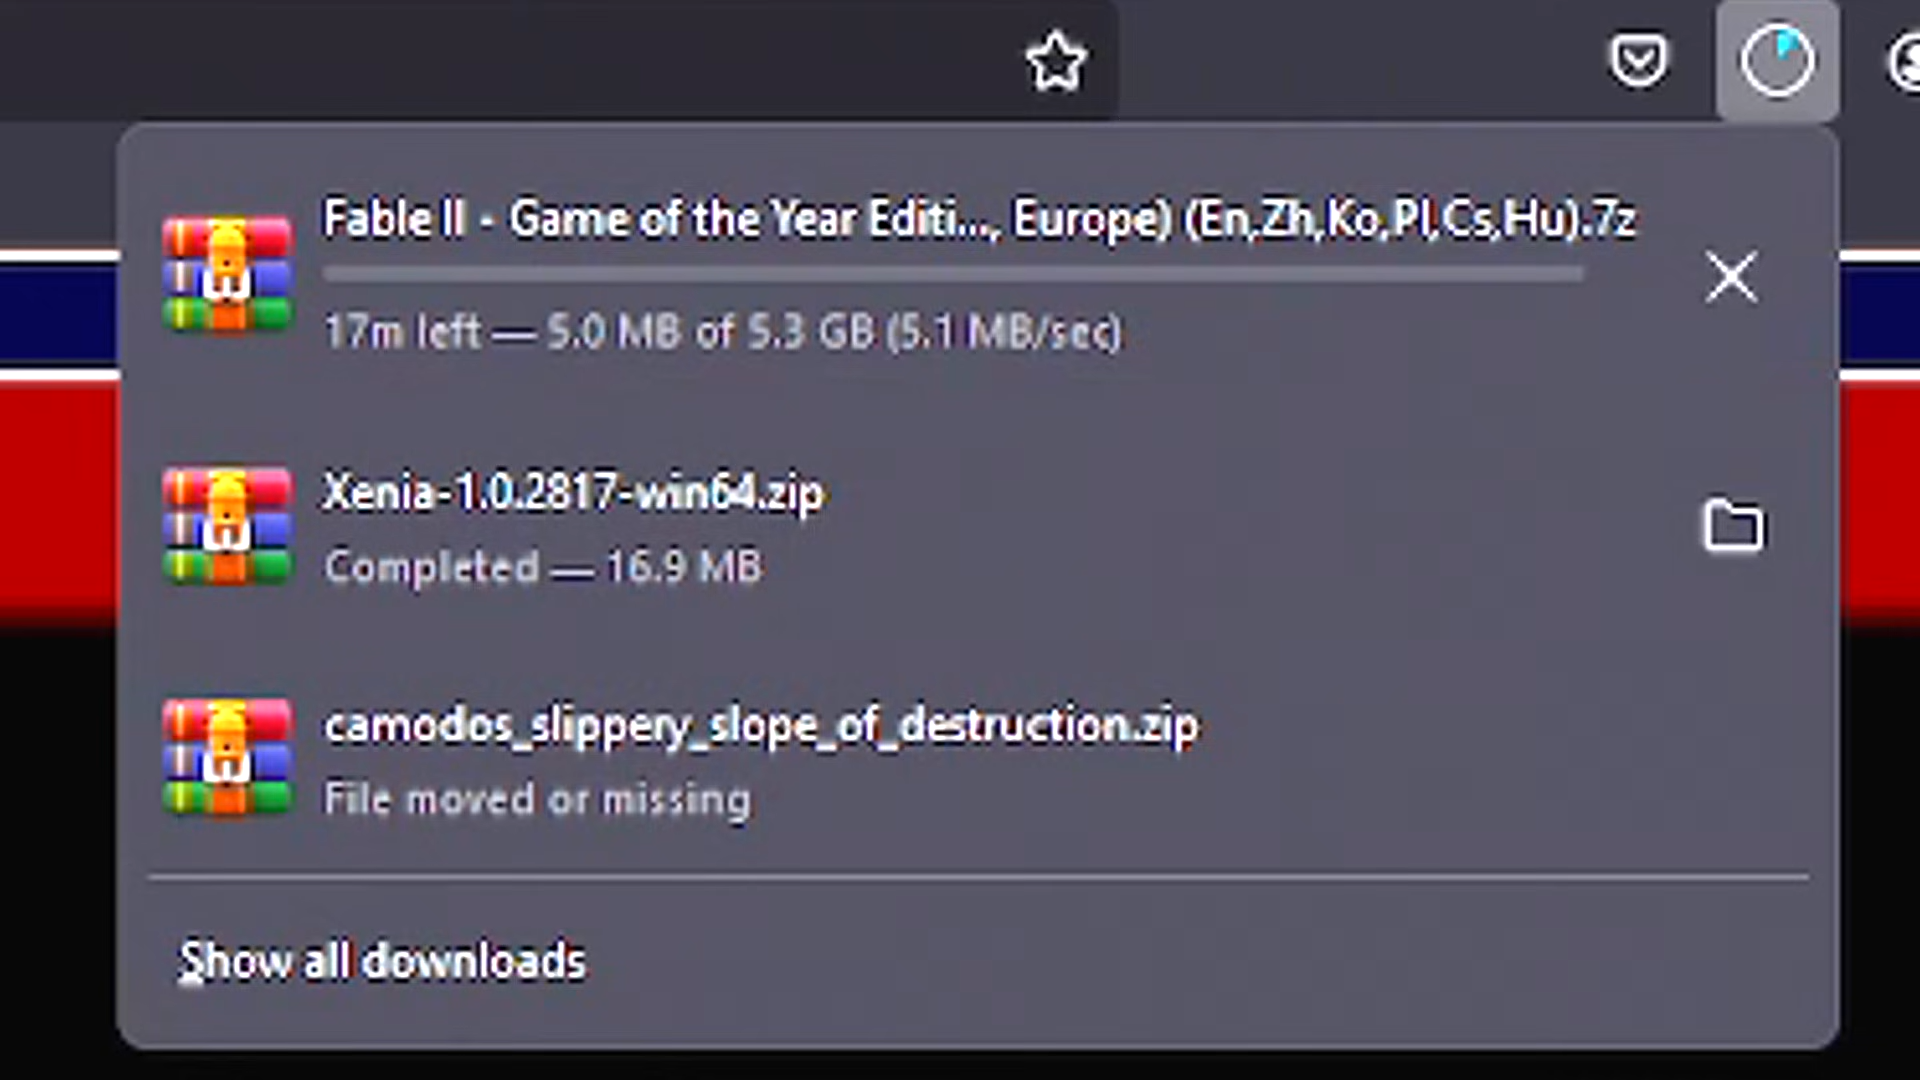 Fable II - Game of the Year Editi..., Europe) (En,Zh,Ko,Pl,Cs,Hu).7z
17m left — 5.0 MB of 5.3 GB (5.1 MB/sec)
Xenia-1.0.2817-win64.zip
Completed — 16.9 MB
camodos_slippery_slope_of_destruction.zip
File moved or missing
Show all downloads